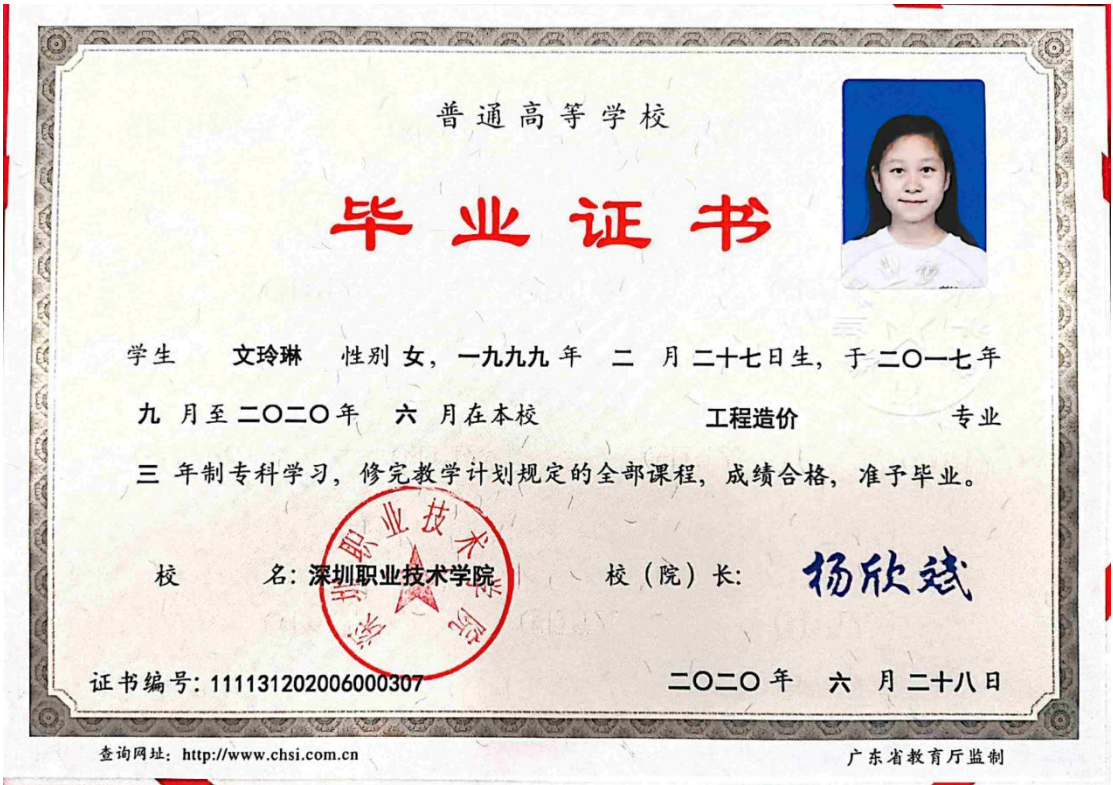 普通高等学校
毕业证书
学生 文玲琳 性别 女，一九九九 年 二 月 二十七日生，于 二〇一七年
九 月至 二〇二〇 年 六 月在本校 工程造价 专业
三 年制专科学习，修完教学计划规定的全部课程，成绩合格，准予毕业。
深圳职业技术学院
校 名：深圳职业技术学院 校（院）长： 杨欣斌
证书编号：111131202006000307 二〇二〇 年 六 月 二十八 日
查询网址：http://www.chsi.com.cn 广东省教育厅监制